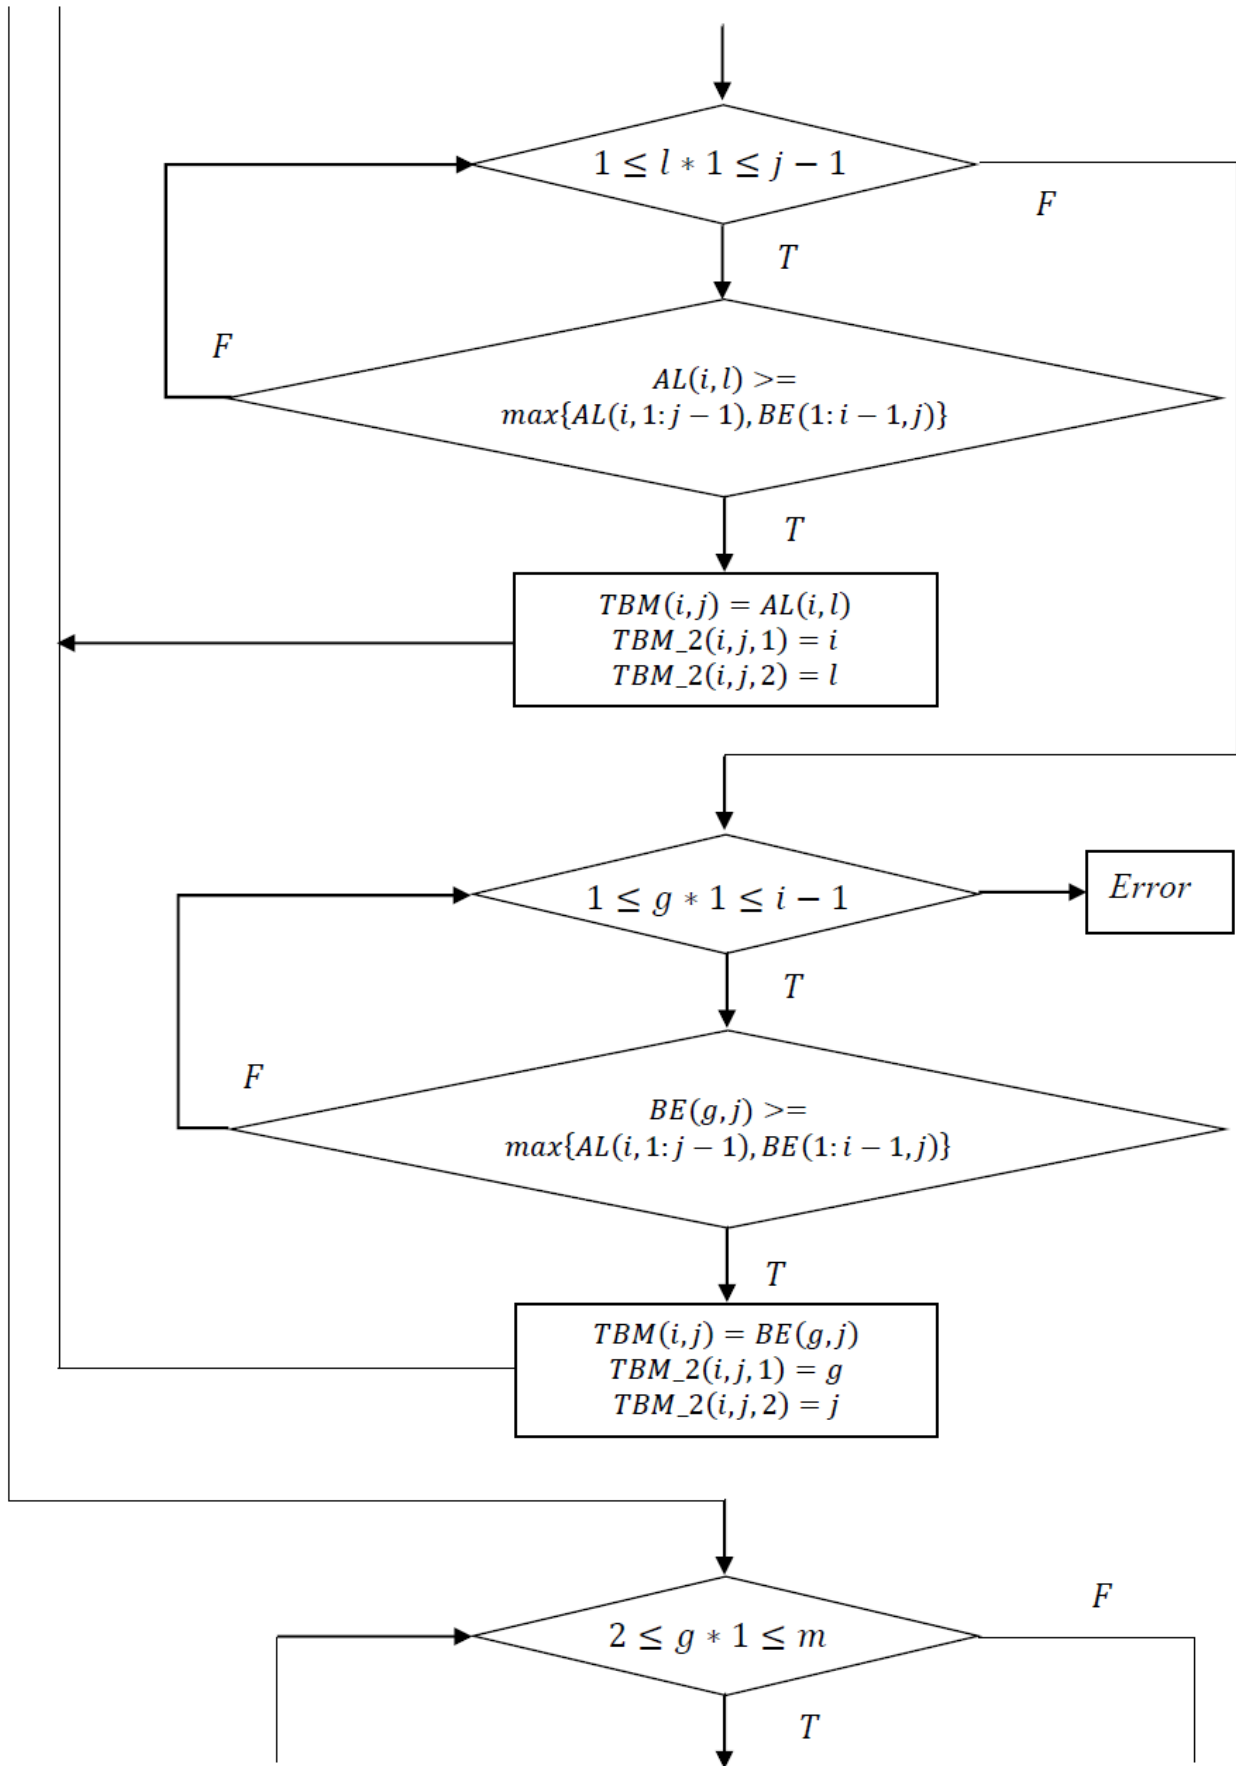 1 ≤ l ∗ 1 ≤ j − 1
F
T
F
AL(i, l) >=
max{AL(i, 1: j − 1), BE(1: i − 1, j)}
T
TBM(i, j) = AL(i, l)
TBM_2(i, j, 1) = i
TBM_2(i, j, 2) = l
1 ≤ g ∗ 1 ≤ i − 1
Error
T
F
BE(g, j) >=
max{AL(i, 1: j − 1), BE(1: i − 1, j)}
T
TBM(i, j) = BE(g, j)
TBM_2(i, j, 1) = g
TBM_2(i, j, 2) = j
F
2 ≤ g ∗ 1 ≤ m
T